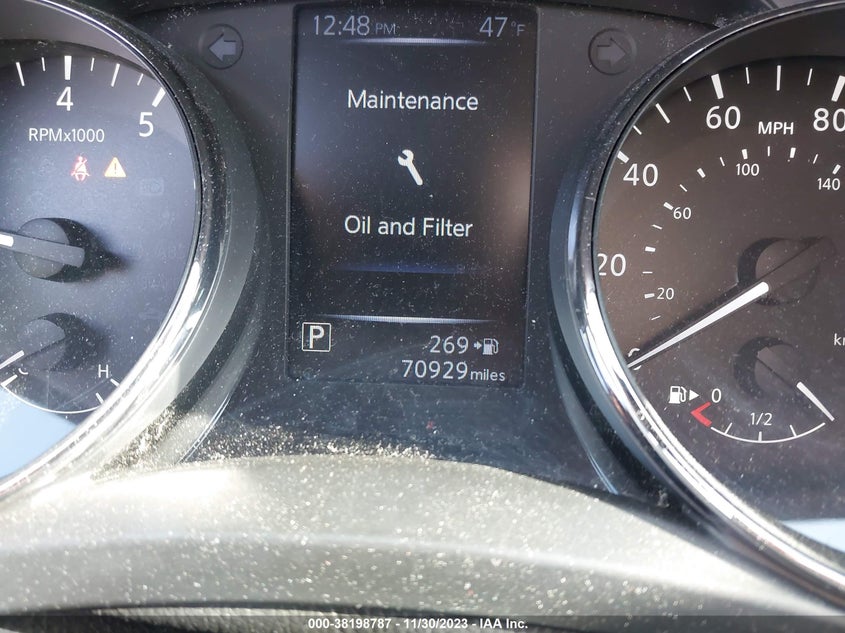 12:48 PM 47°F
Maintenance
Oil and Filter
P
269
70929 miles
4 5
RPMx1000
H
20 40 60 80
MPH
20 60 100 140
0 1/2
000-38198787 - 11/30/2023 - IAA Inc.